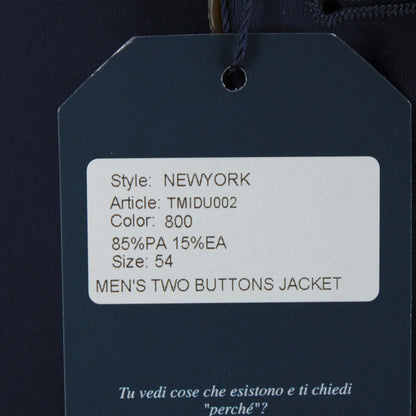 Style: NEWYORK
Article: TMIDU002
Color: 800
85%PA 15%EA
Size: 54
MEN'S TWO BUTTONS JACKET
Tu vedi cose che esistono e ti chiedi
"perché"?